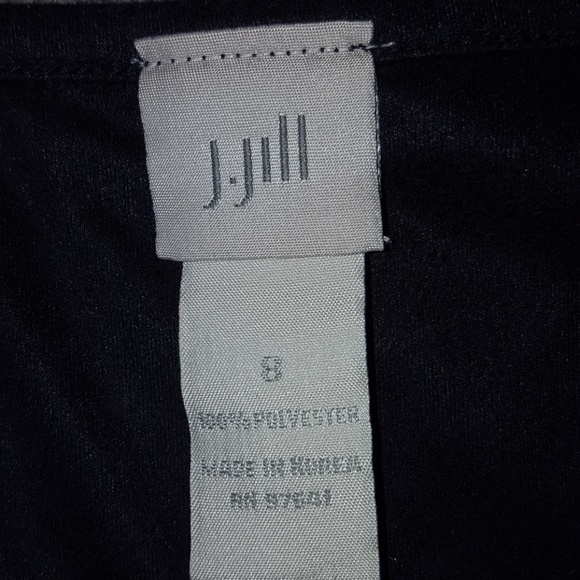 J.Jill
8
100% POLYESTER
MADE IN KOREA
RN 97641